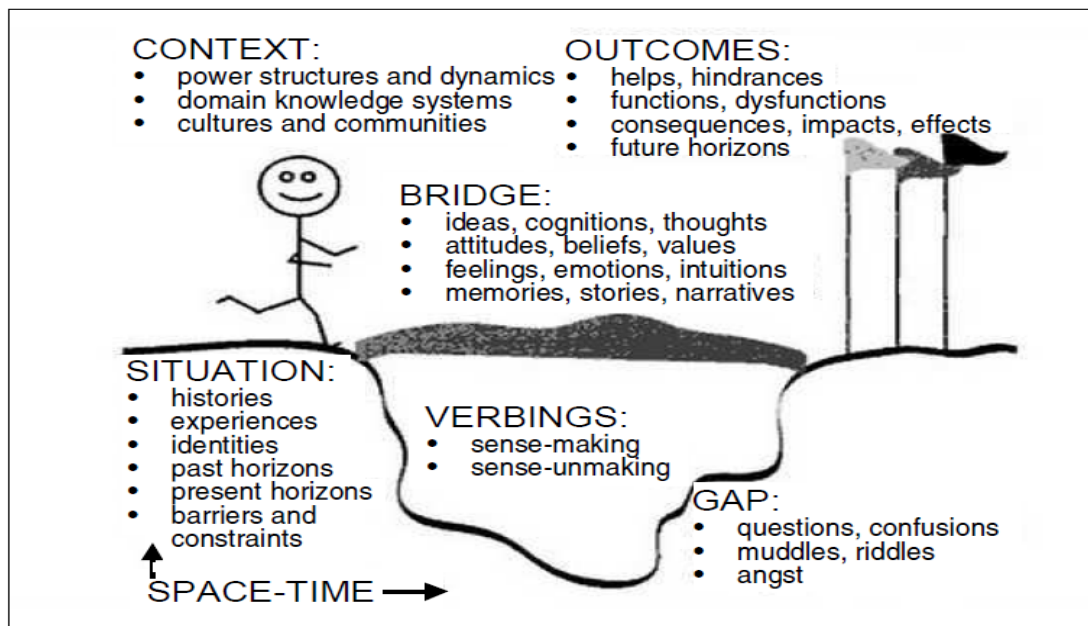 CONTEXT:
• power structures and dynamics
• domain knowledge systems
• cultures and communities
OUTCOMES:
• helps, hindrances
• functions, dysfunctions
• consequences, impacts, effects
• future horizons
BRIDGE:
• ideas, cognitions, thoughts
• attitudes, beliefs, values
• feelings, emotions, intuitions
• memories, stories, narratives
SITUATION:
• histories
• experiences
• identities
• past horizons
• present horizons
• barriers and
constraints
VERBINGS:
• sense-making
• sense-unmaking
GAP:
• questions, confusions
• muddles, riddles
• angst
SPACE-TIME